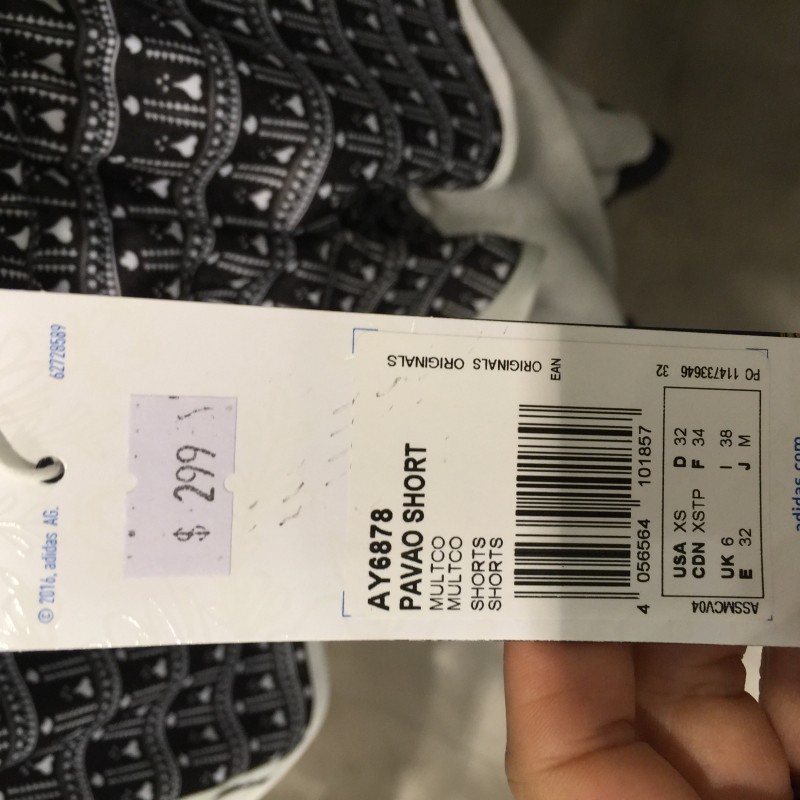 62728589
© 2016, adidas AG.
$ 299
ORIGINALS ORIGINALS ORIGINALS
EAN
AY6878
PAVAO SHORT
MULTCO
MULTCO
SHORTS
SHORTS
4 056564 101857
PC 114733646 32
USA XS D 32
CDN XSTP F 34
UK 6 I 38
E 32 J M
ASSMCV04
adidas.com